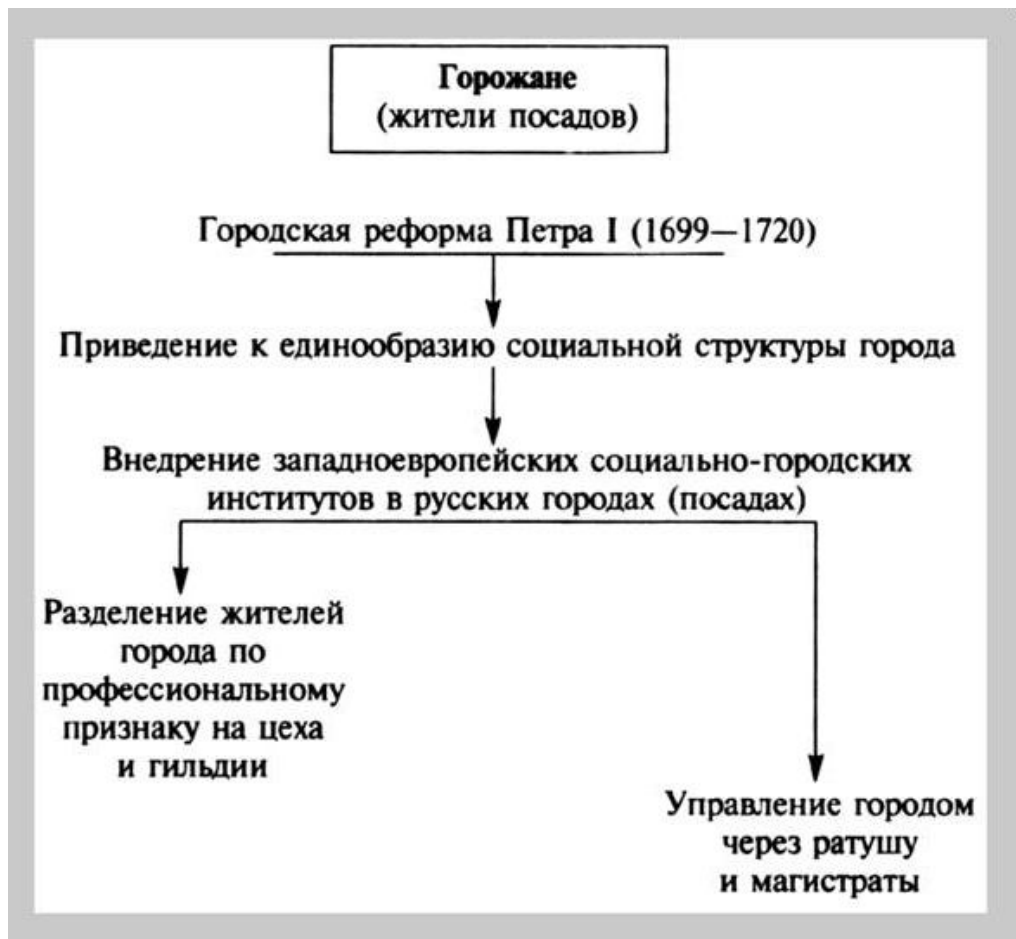 Горожане
(жители посадов)
Городская реформа Петра I (1699—1720)
Приведение к единообразию социальной структуры города
Внедрение западноевропейских социально-городских
институтов в русских городах (посадах)
Разделение жителей
города по
профессиональному
признаку на цеха
и гильдии
Управление городом
через ратушу
и магистраты